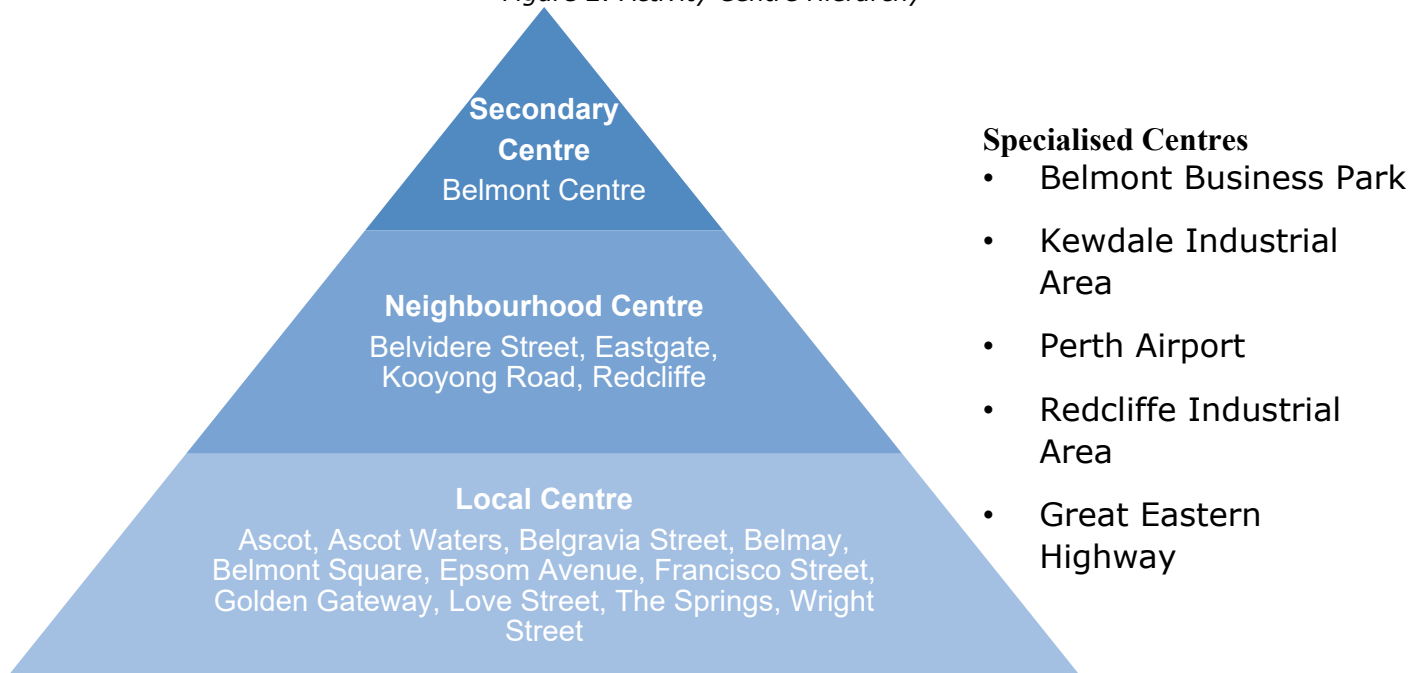 Secondary
Centre
Belmont Centre
Neighbourhood Centre
Belvidere Street, Eastgate,
Kooyong Road, Redcliffe
Local Centre
Ascot, Ascot Waters, Belgravia Street, Belmay,
Belmont Square, Epsom Avenue, Francisco Street,
Golden Gateway, Love Street, The Springs, Wright
Street
Specialised Centres
• Belmont Business Park
• Kewdale Industrial
Area
• Perth Airport
• Redcliffe Industrial
Area
• Great Eastern
Highway